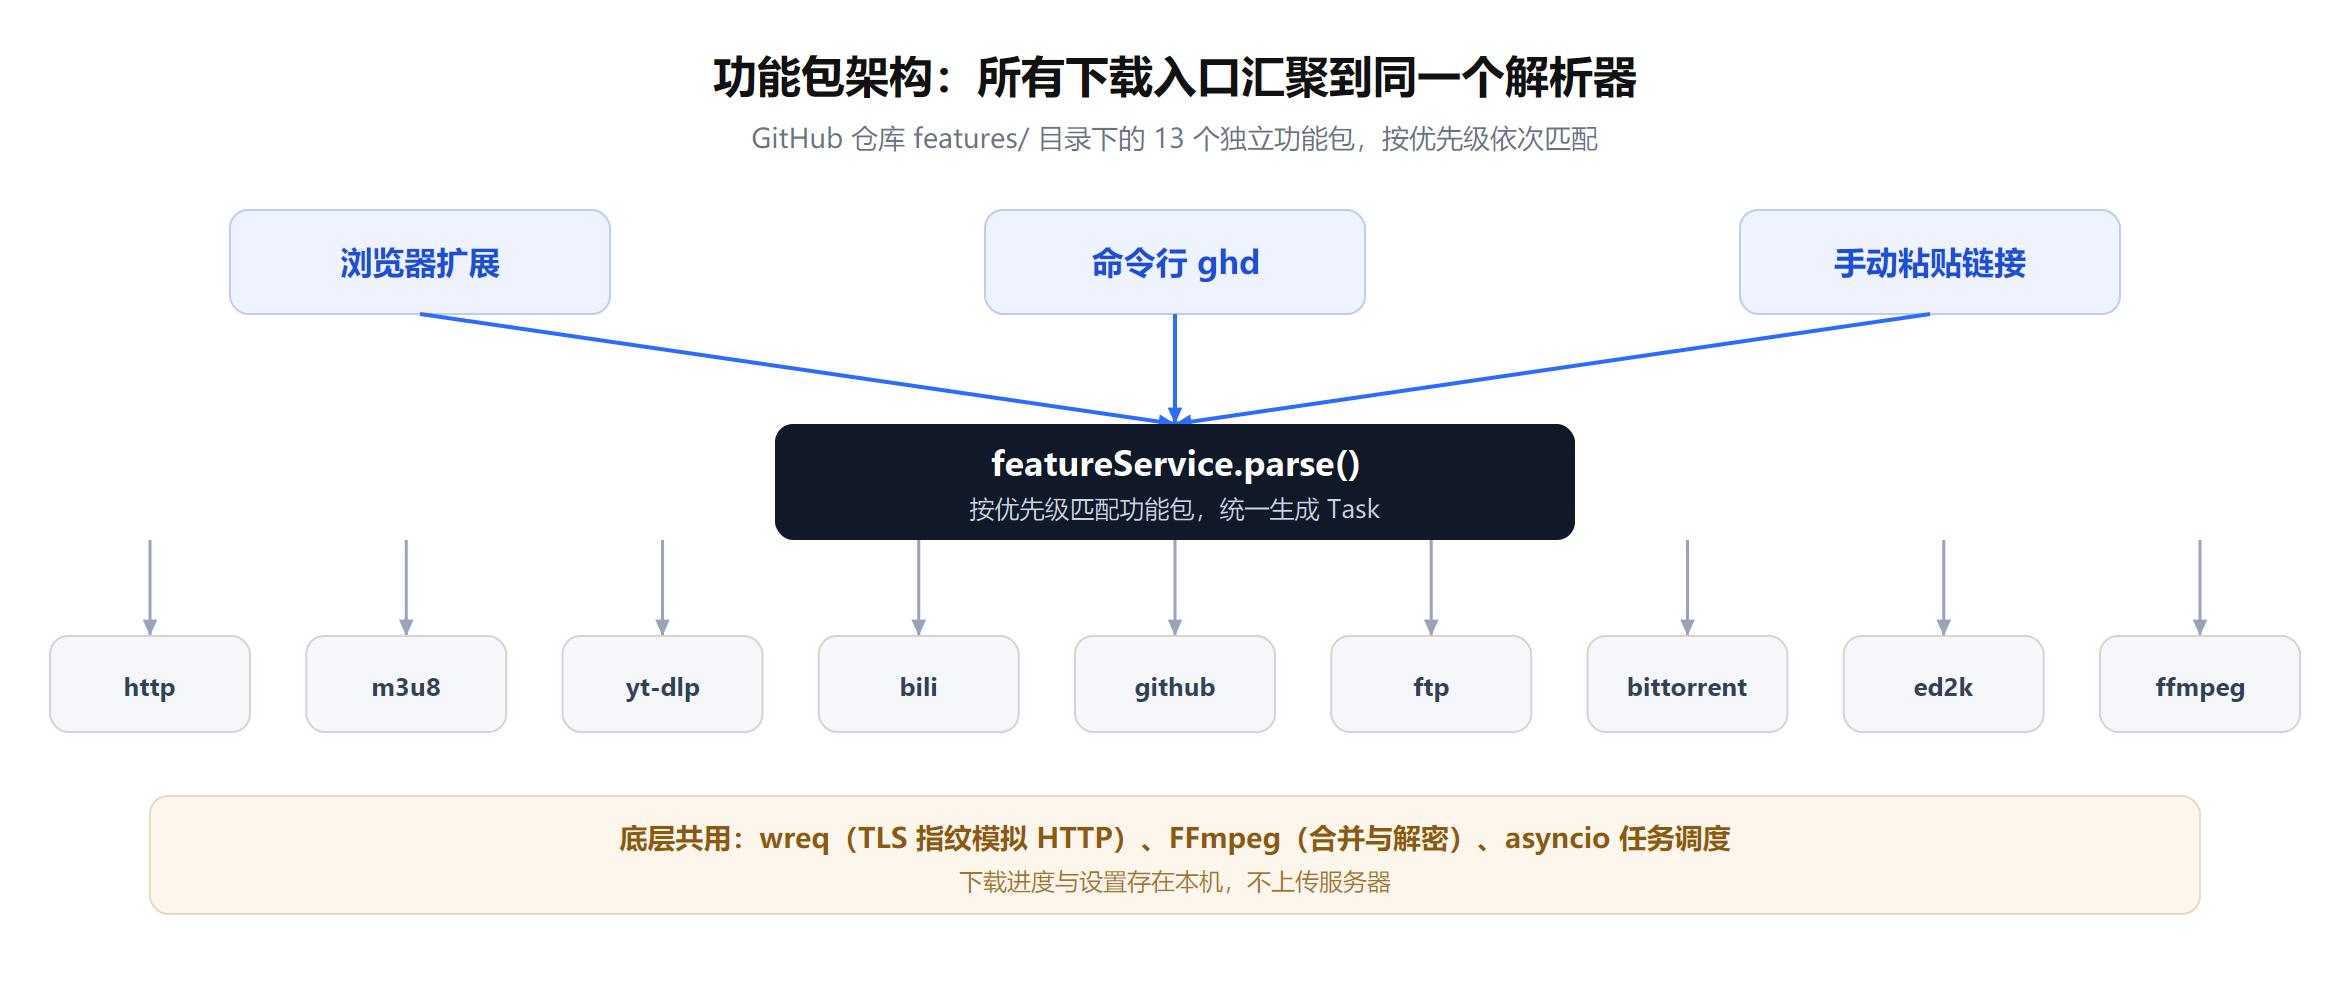 功能包架构：所有下载入口汇聚到同一个解析器
GitHub 仓库 features/ 目录下的 13 个独立功能包，按优先级依次匹配
浏览器扩展
命令行 ghd
手动粘贴链接
featureService.parse()
按优先级匹配功能包，统一生成 Task
http
m3u8
yt-dlp
bili
github
ftp
bittorrent
ed2k
ffmpeg
底层共用：wreq（TLS 指纹模拟 HTTP）、FFmpeg（合并与解密）、asyncio 任务调度
下载进度与设置存在本机，不上传服务器